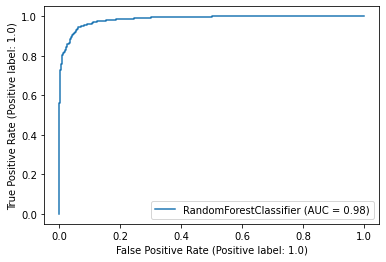 1.0
0.8
0.6
0.4
0.2
0.0
True Positive Rate (Positive label: 1.0)
RandomForestClassifier (AUC = 0.98)
0.0 0.2 0.4 0.6 0.8 1.0
False Positive Rate (Positive label: 1.0)